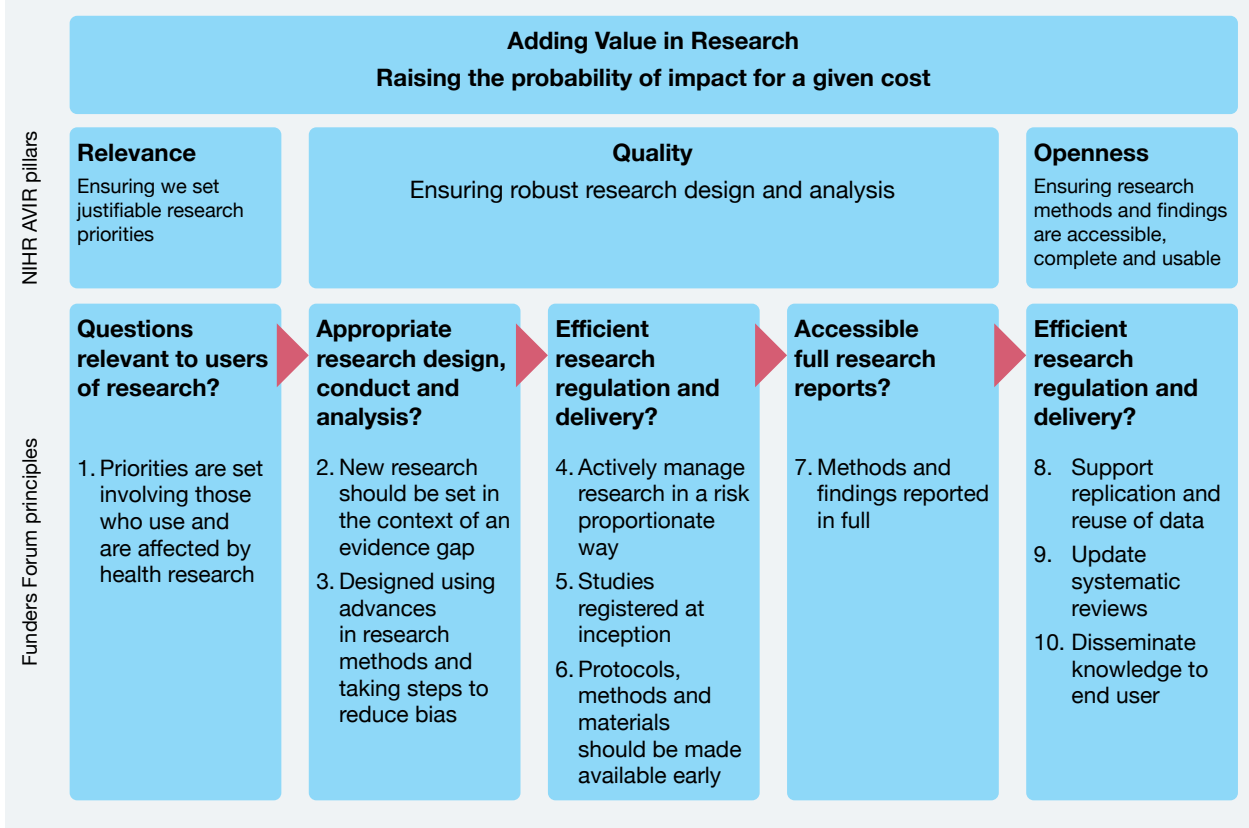 Adding Value in Research
Raising the probability of impact for a given cost
NIHR AVIR pillars
Relevance
Ensuring we set
justifiable research
priorities
Quality
Ensuring robust research design and analysis
Openness
Ensuring research
methods and findings
are accessible,
complete and usable
Funders Forum principles
Questions
relevant to users
of research?
1. Priorities are set
involving those
who use and
are affected by
health research
Appropriate
research design,
conduct and
analysis?
2. New research
should be set in
the context of an
evidence gap
3. Designed using
advances
in research
methods and
taking steps to
reduce bias
Efficient
research
regulation and
delivery?
4. Actively manage
research in a risk
proportionate
way
5. Studies
registered at
inception
6. Protocols,
methods and
materials
should be made
available early
Accessible
full research
reports?
7. Methods and
findings reported
in full
Efficient
research
regulation and
delivery?
8. Support
replication and
reuse of data
9. Update
systematic
reviews
10. Disseminate
knowledge to
end user